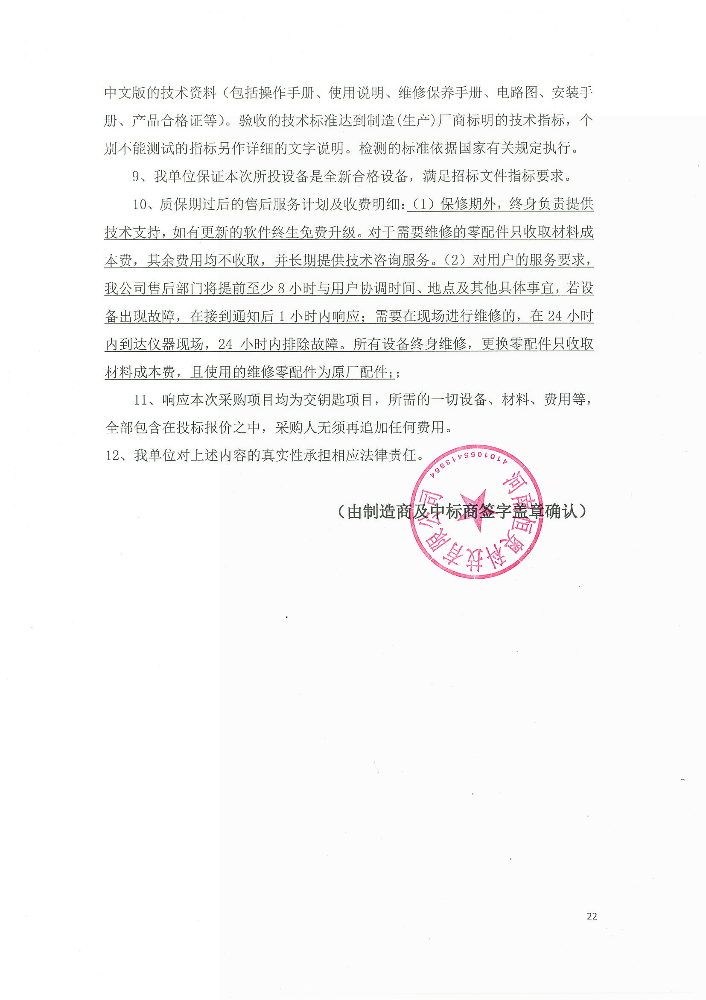 中文版的技术资料（包括操作手册、使用说明、维修保养手册、电路图、安装手
册、产品合格证等）。验收的技术标准达到制造(生产)厂商标明的技术指标，个
别不能测试的指标另作详细的文字说明。检测的标准依据国家有关规定执行。
9、我单位保证本次所投设备是全新合格设备，满足招标文件指标要求。
10、质保期过后的售后服务计划及收费明细：（1）保修期外，终身负责提供
技术支持，如有更新的软件终生免费升级。对于需要维修的零配件只收取材料成
本费，其余费用均不收取，并长期提供技术咨询服务。（2）对用户的服务要求，
我公司售后部门将提前至少 8 小时与用户协调时间、地点及其他具体事宜，若设
备出现故障，在接到通知后 1 小时内响应；需要在现场进行维修的，在 24 小时
内到达仪器现场，24 小时内排除故障。所有设备终身维修，更换零配件只收取
材料成本费，且使用的维修零配件为原厂配件；；
11、响应本次采购项目均为交钥匙项目，所需的一切设备、材料、费用等，
全部包含在投标报价之中，采购人无须再追加任何费用。
12、我单位对上述内容的真实性承担相应法律责任。
（由制造商及中标商签字盖章确认）
河南恒奥科技有限公司
4101055413854
22